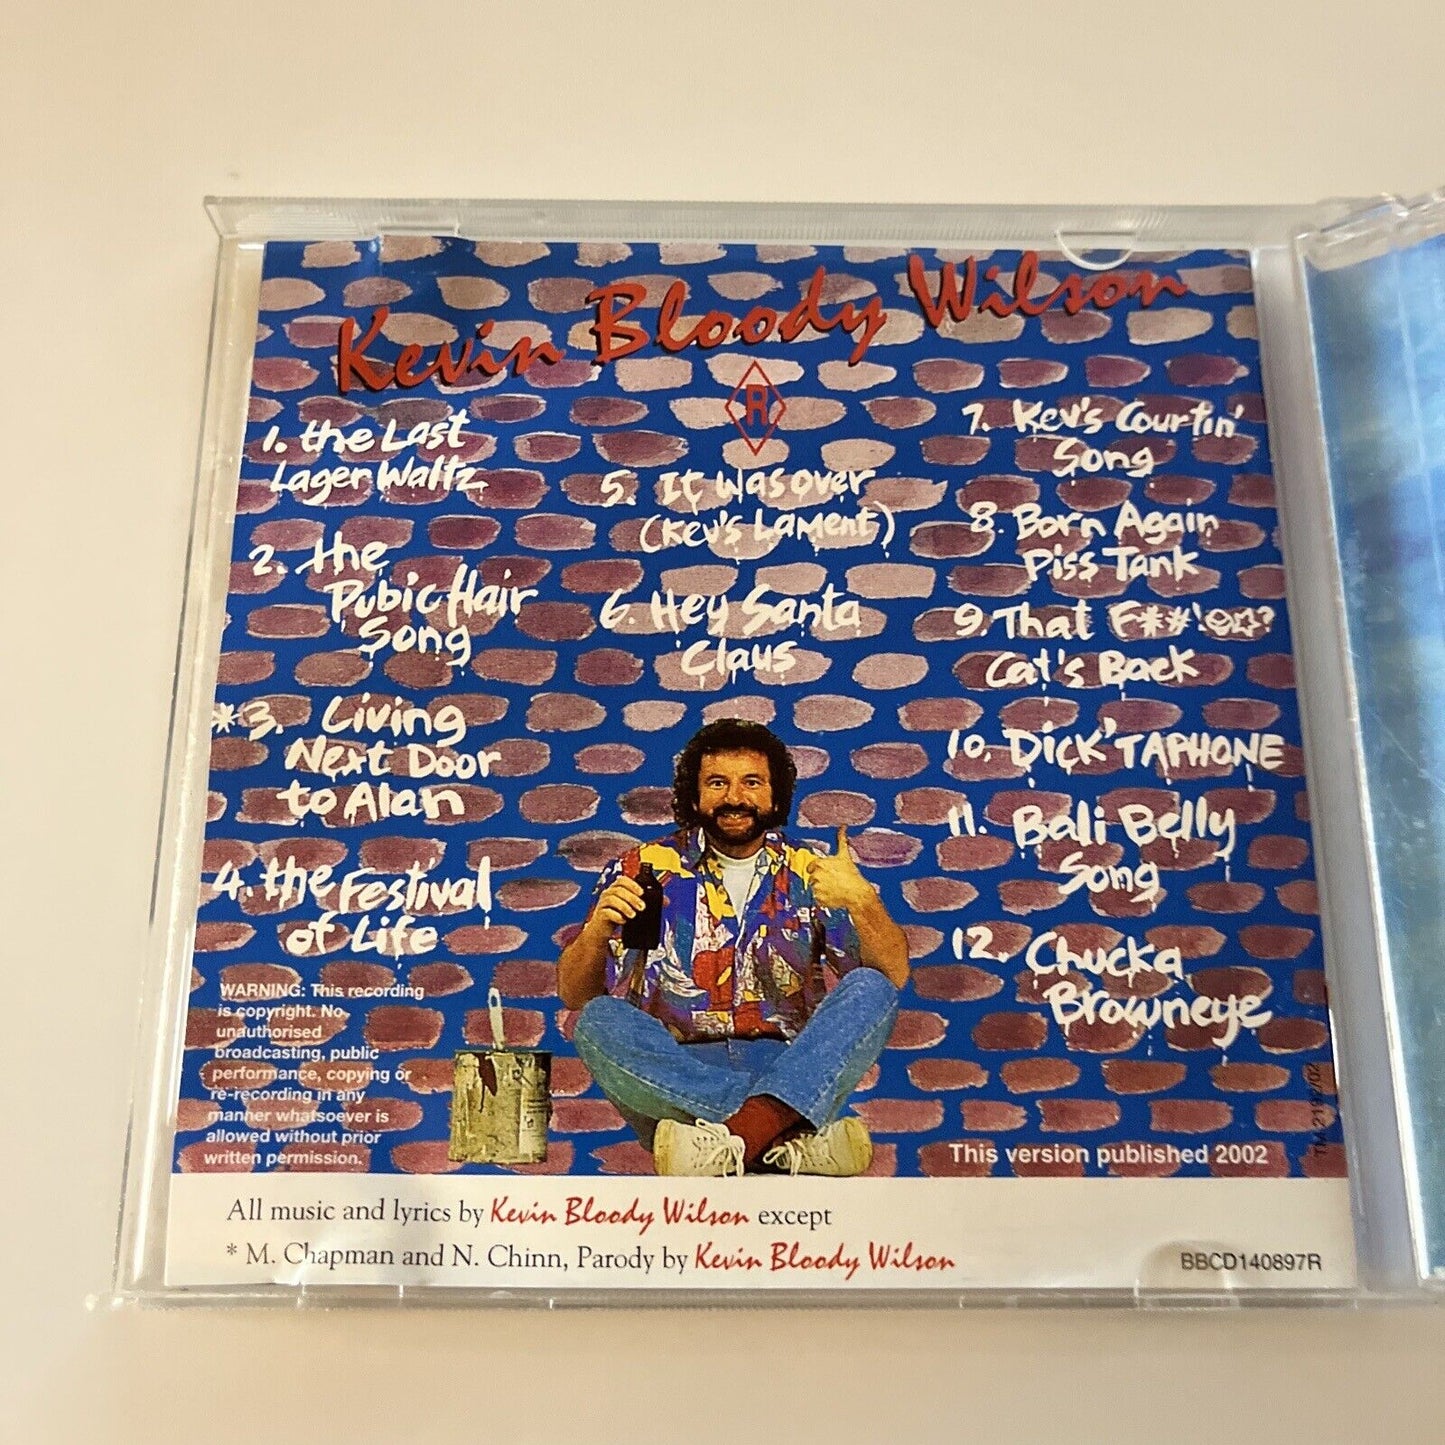 Kevin Bloody Wilson
R
1. the Last
Lager Waltz
2. the
Pubic Hair
Song
*3. Living
Next Door
to Alan
4. the Festival
of Life
5. It Was over
(Kev's Lament)
6. Hey Santa
Claus
7. Kev's Courtin'
Song
8. Born Again
Piss Tank
9. That F*#!@☆?
Cat's Back
10. DICK'TAPHONE
11. Bali Belly
Song
12. Chucka
Browneye
WARNING: This recording
is copyright. No
unauthorised
broadcasting, public
performance, copying or
re-recording in any
manner whatsoever is
allowed without prior
written permission.
This version published 2002
All music and lyrics by Kevin Bloody Wilson except
* M. Chapman and N. Chinn, Parody by Kevin Bloody Wilson
BBCD140897R